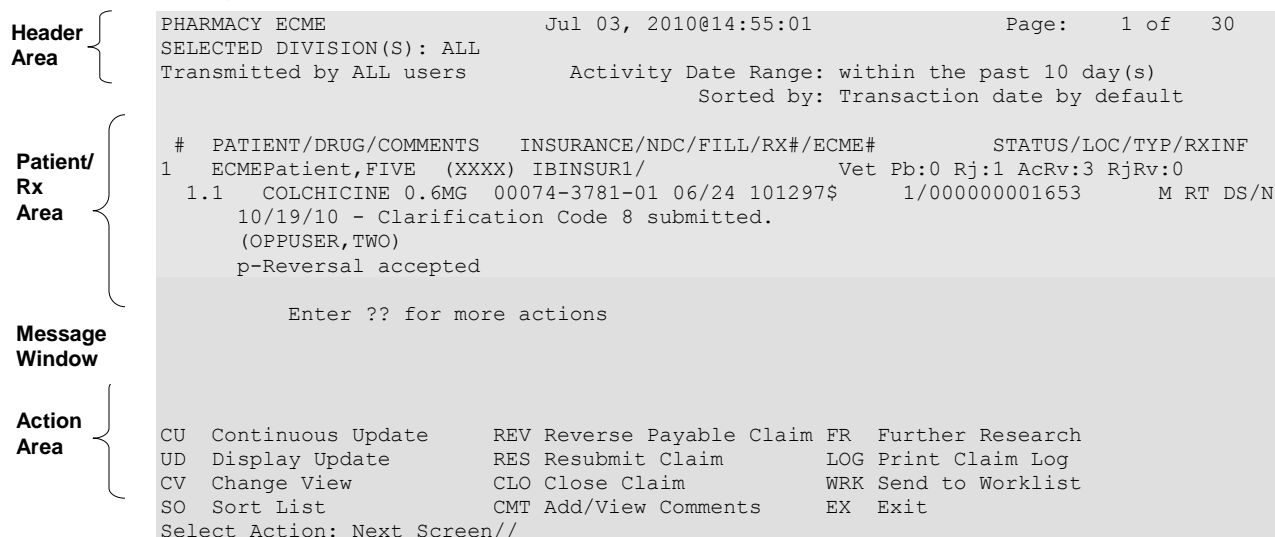 Header
Area
PHARMACY ECME Jul 03, 2010@14:55:01 Page: 1 of 30
SELECTED DIVISION(S): ALL
Transmitted by ALL users Activity Date Range: within the past 10 day(s)
Sorted by: Transaction date by default
Patient/
Rx
Area
# PATIENT/DRUG/COMMENTS INSURANCE/NDC/FILL/RX#/ECME# STATUS/LOC/TYP/RXINF
1 ECMEPatient,FIVE (XXXX) IBINSUR1/ Vet Pb:0 Rj:1 AcRv:3 RjRv:0
1.1 COLCHICINE 0.6MG 00074-3781-01 06/24 101297$ 1/000000001653 M RT DS/N
10/19/10 - Clarification Code 8 submitted.
(OPPUSER,TWO)
p-Reversal accepted
Message
Window
Enter ?? for more actions
Action
Area
CU Continuous Update REV Reverse Payable Claim FR Further Research
UD Display Update RES Resubmit Claim LOG Print Claim Log
CV Change View CLO Close Claim WRK Send to Worklist
SO Sort List CMT Add/View Comments EX Exit
Select Action: Next Screen//